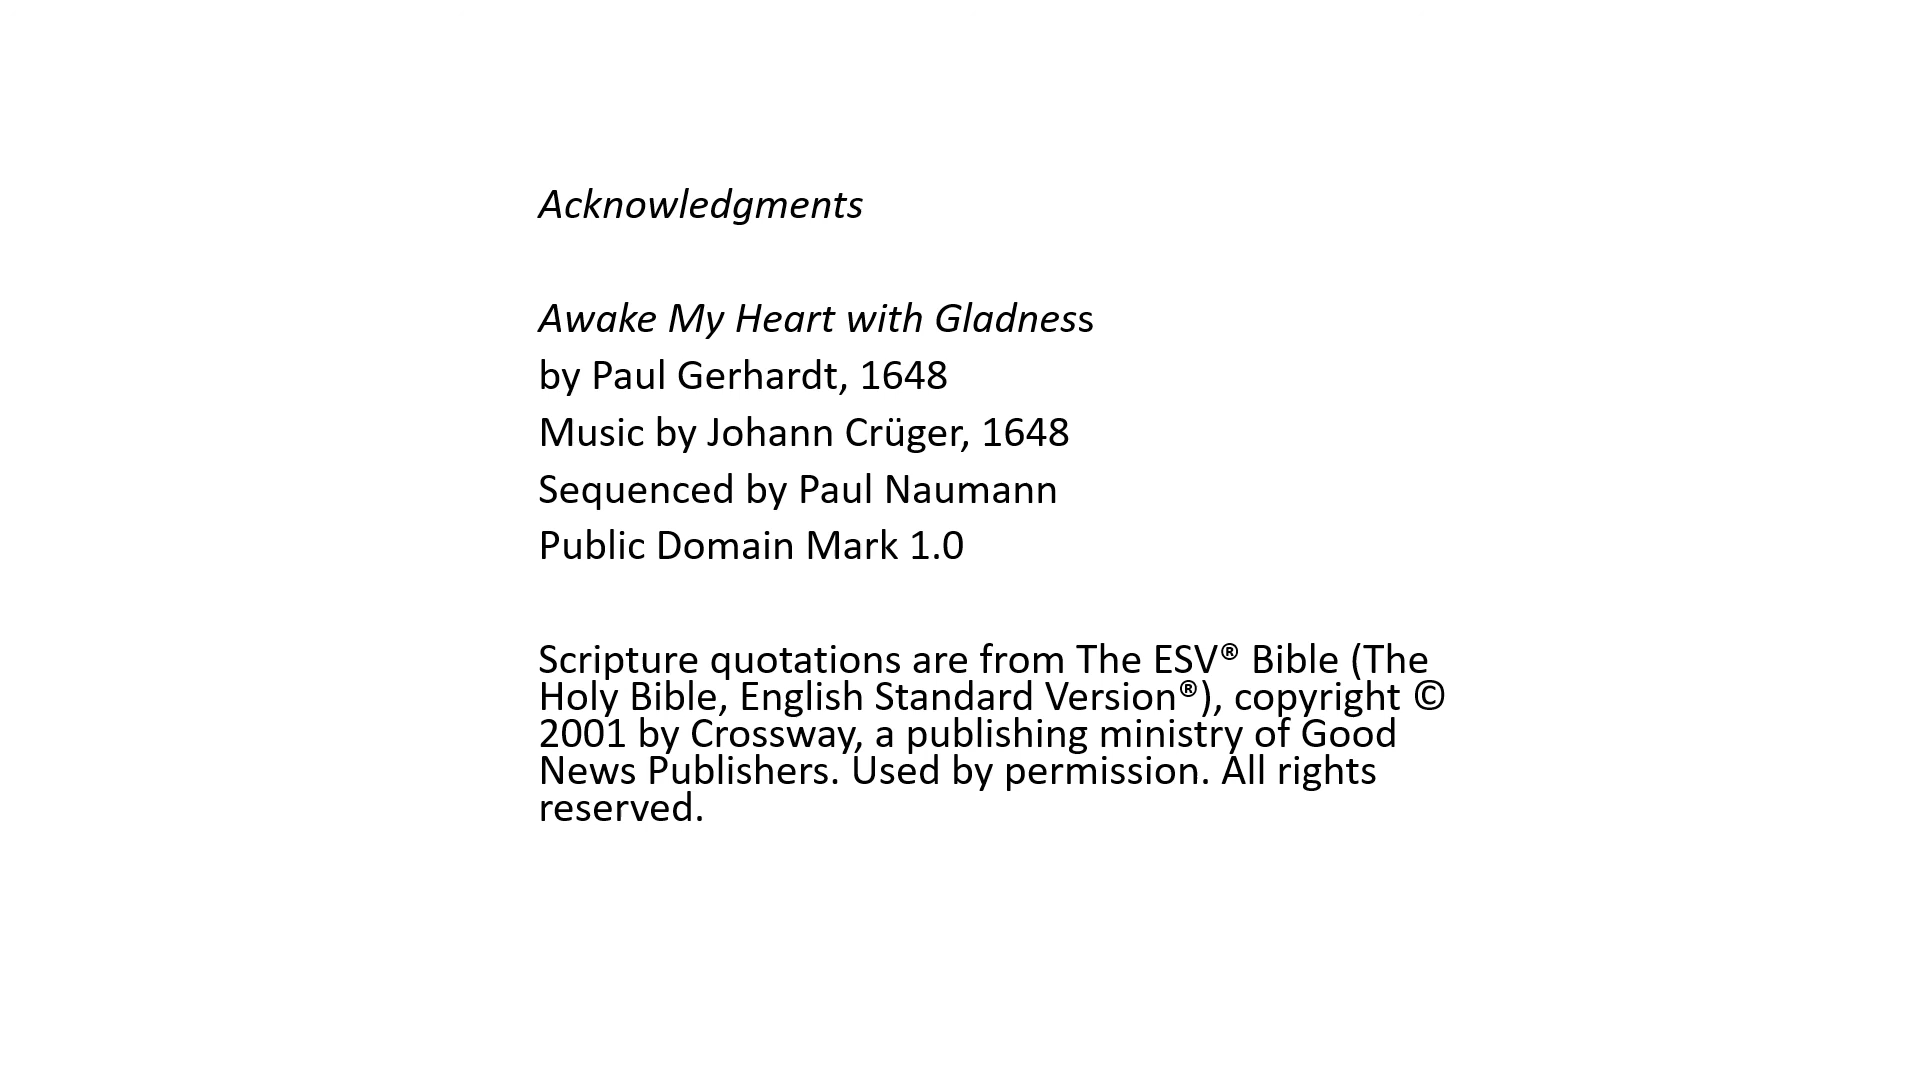 Acknowledgments
Awake My Heart with Gladness
by Paul Gerhardt, 1648
Music by Johann Crüger, 1648
Sequenced by Paul Naumann
Public Domain Mark 1.0
Scripture quotations are from The ESV® Bible (The
Holy Bible, English Standard Version®), copyright ©
2001 by Crossway, a publishing ministry of Good
News Publishers. Used by permission. All rights
reserved.